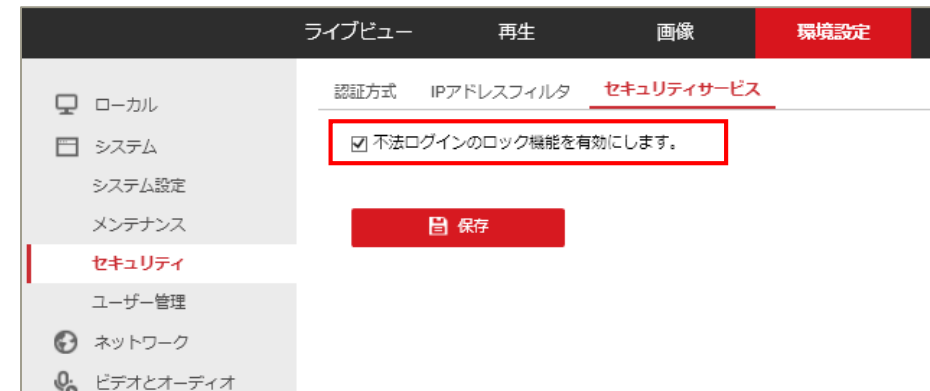 ライブビュー 再生 画像 環境設定
認証方式 IPアドレスフィルタ セキュリティサービス
ローカル
不法ログインのロック機能を有効にします。
システム
システム設定
メンテナンス
保存
セキュリティ
ユーザー管理
ネットワーク
ビデオとオーディオ